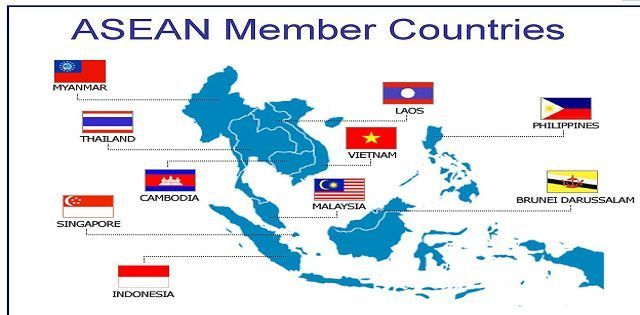 ASEAN Member Countries
MYANMAR
LAOS
PHILIPPINES
THAILAND
VIETNAM
CAMBODIA
MALAYSIA
BRUNEI DARUSSALAM
SINGAPORE
INDONESIA